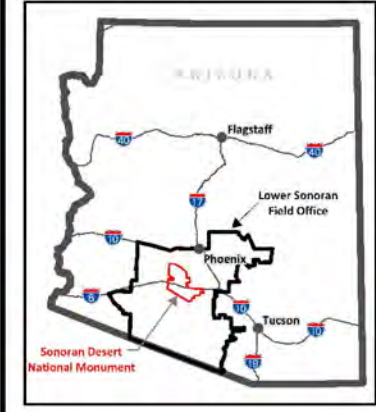 ARIZONA
Flagstaff
40
40
17
Lower Sonoran
Field Office
10
Phoenix
8
10
Tucson
10
Sonoran Desert
National Monument
19